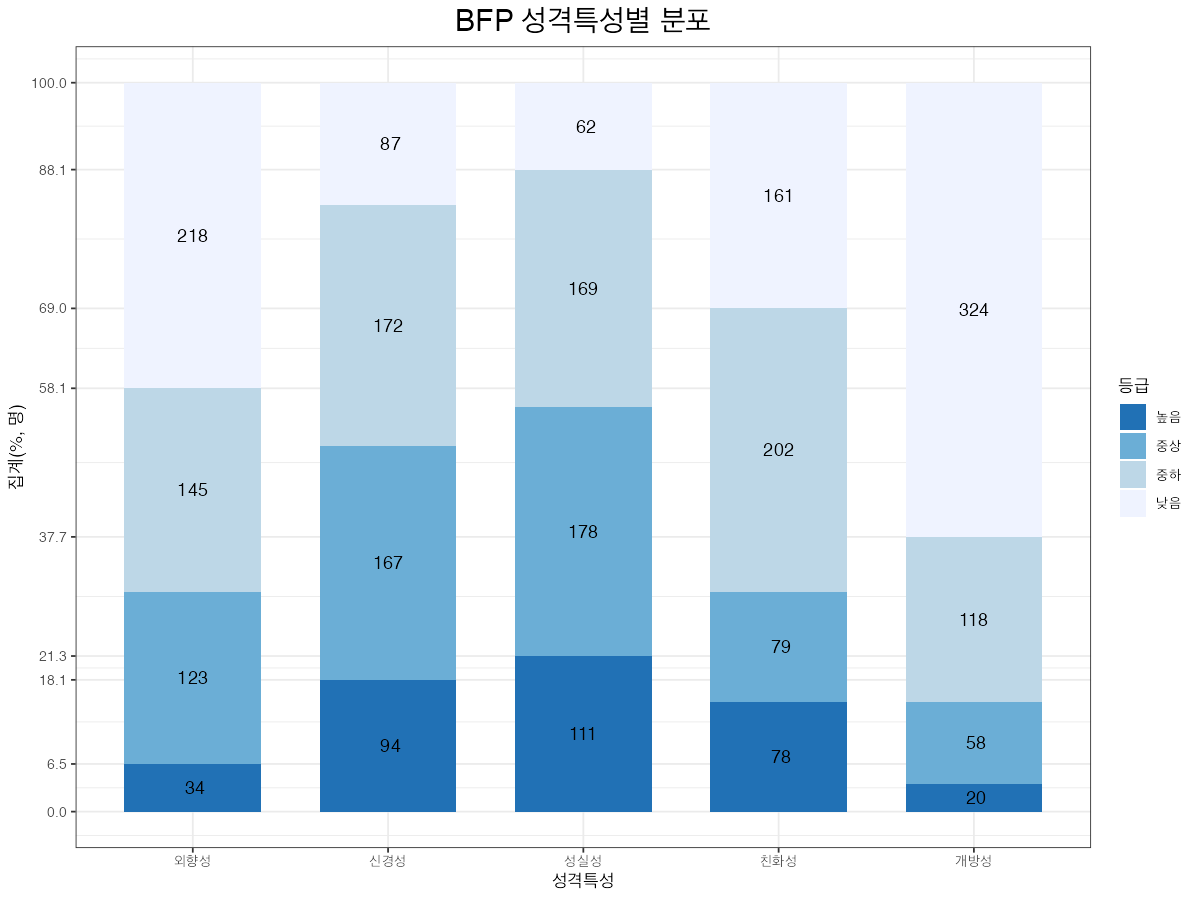 BFP 성격특성별 분포
집계(%, 명)
100.0
88.1
69.0
58.1
37.7
21.3
18.1
6.5
0.0
218
145
123
34
87
172
167
94
62
169
178
111
161
202
79
78
324
118
58
20
외향성
신경성
성실성
친화성
개방성
성격특성
등급
높음
중상
중하
낮음